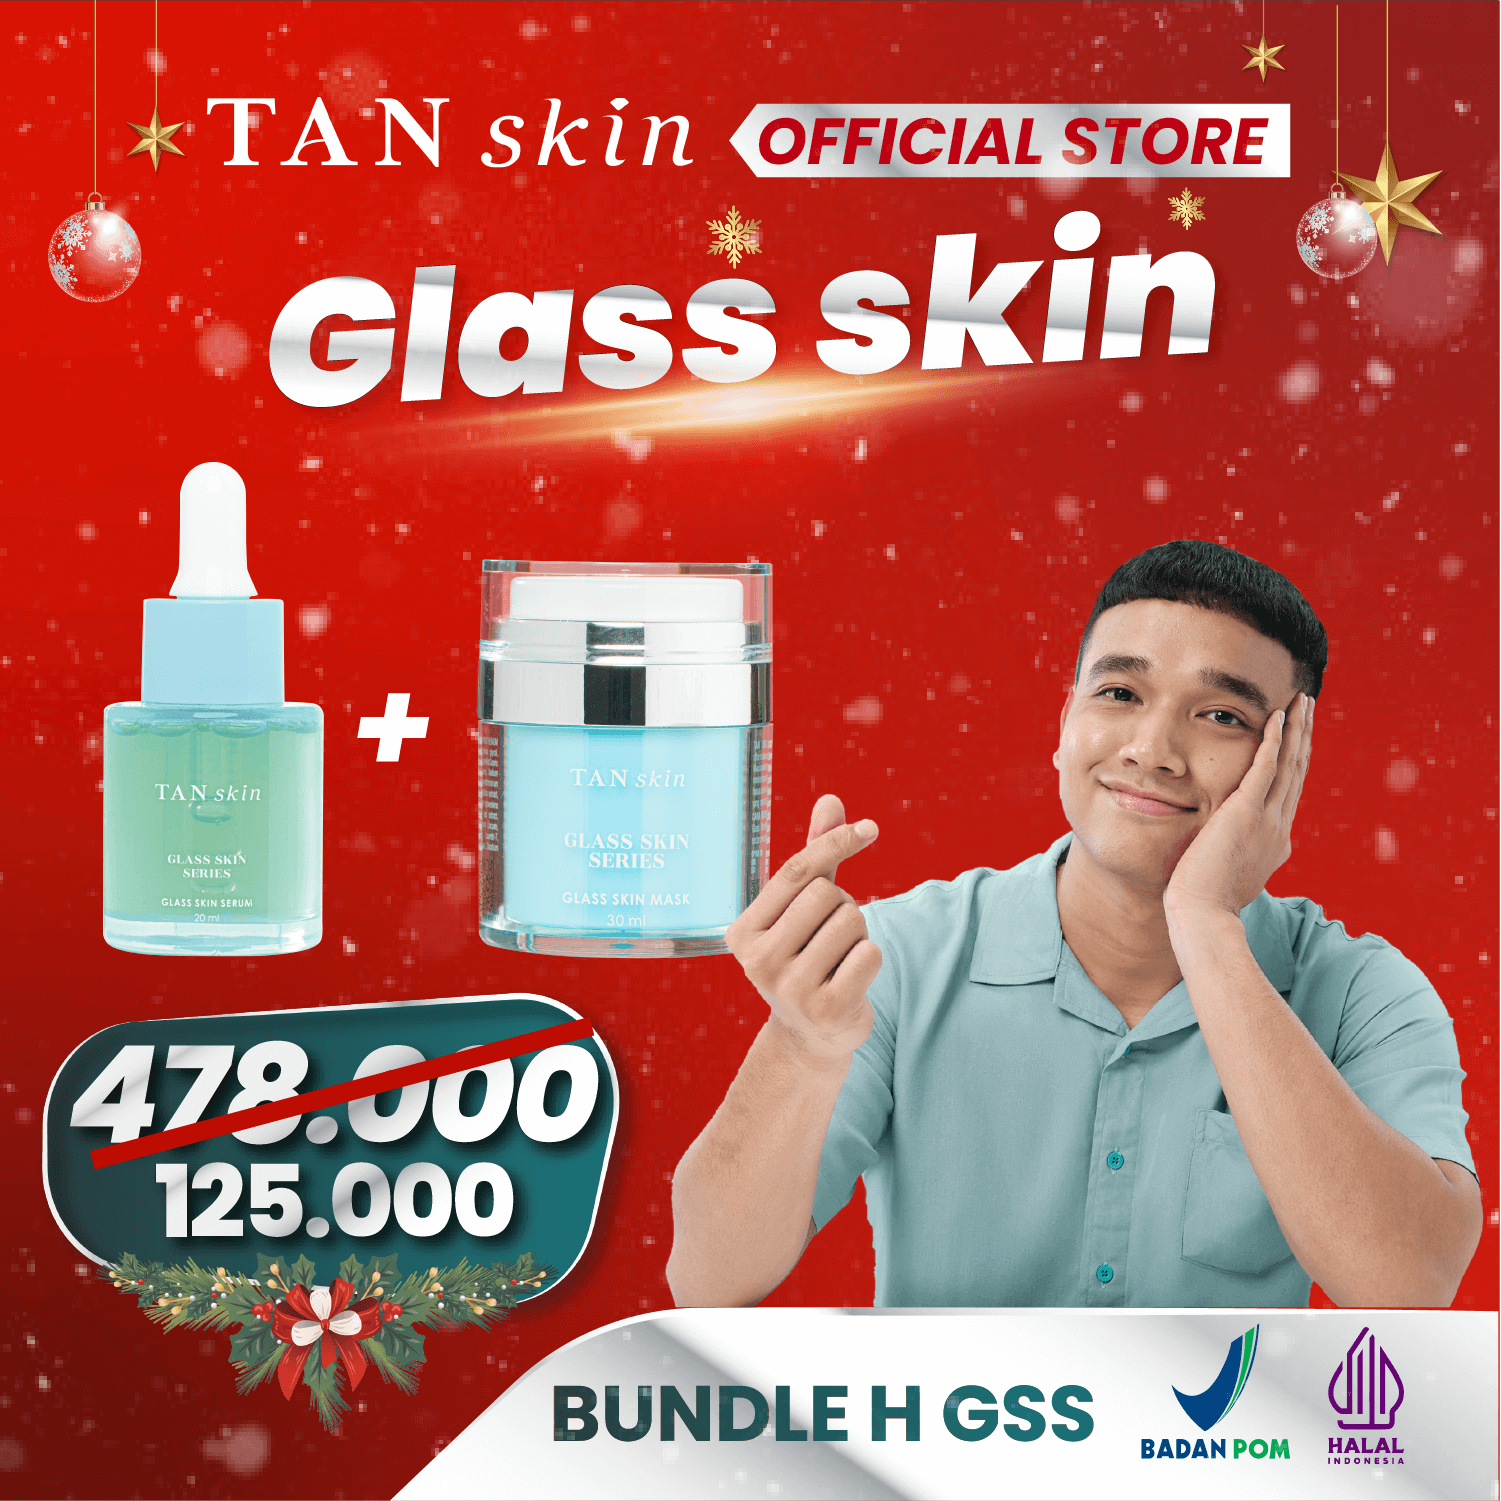 TAN skin OFFICIAL STORE
Glass skin
TAN skin
GLASS SKIN
SERIES
GLASS SKIN SERUM
20 ml
+
TAN skin
GLASS SKIN
SERIES
GLASS SKIN MASK
30 ml
478.000
125.000
BUNDLE H GSS
BADAN POM
HALAL
INDONESIA